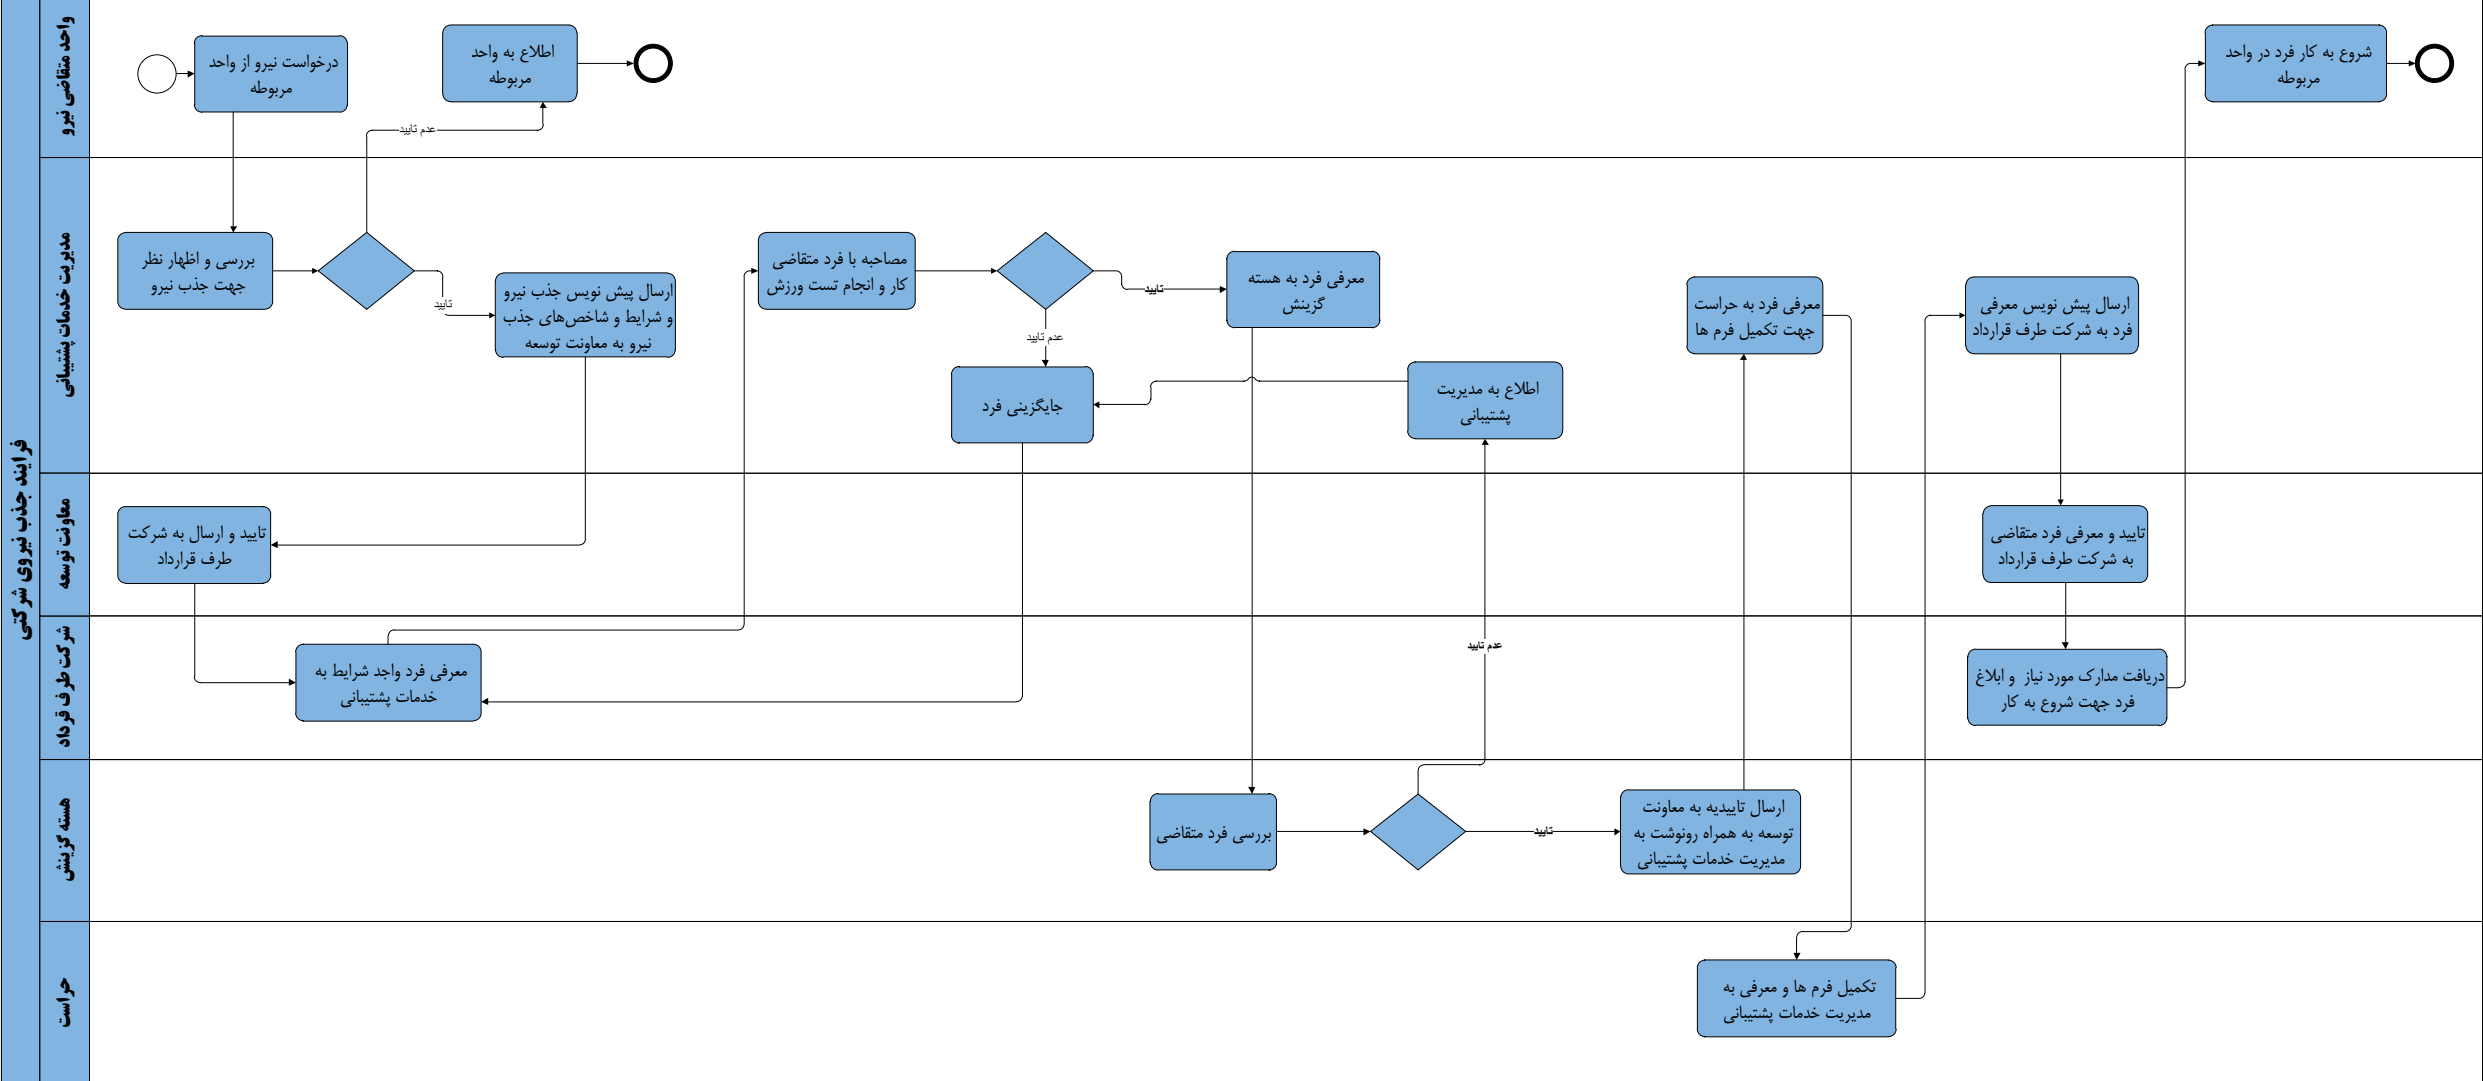 فرایند جذب نیروی شرکتی
واحد متقاضی نیرو
درخواست نیرو از واحد
مربوطه
اطلاع به واحد
مربوطه
عدم تایید
شروع به کار فرد در واحد
مربوطه
مدیریت خدمات پشتیبانی
بررسی و اظهار نظر
جهت جذب نیرو
تایید
ارسال پیش نویس جذب نیرو
و شرایط و شاخص‌های جذب
نیرو به معاونت توسعه
مصاحبه با فرد متقاضی
کار و انجام تست ورزش
تایید
عدم تایید
معرفی فرد به هسته
گزینش
جایگزینی فرد
اطلاع به مدیریت
پشتیبانی
معرفی فرد به حراست
جهت تکمیل فرم ها
ارسال پیش نویس معرفی
فرد به شرکت طرف قرارداد
معاونت توسعه
تایید و ارسال به شرکت
طرف قرارداد
تایید و معرفی فرد متقاضی
به شرکت طرف قرارداد
شرکت طرف قرداد
معرفی فرد واجد شرایط به
خدمات پشتیبانی
عدم تایید
دریافت مدارک مورد نیاز و ابلاغ
فرد جهت شروع به کار
هسته گزینش
بررسی فرد متقاضی
تایید
ارسال تاییدیه به معاونت
توسعه به همراه رونوشت به
مدیریت خدمات پشتیبانی
حراست
تکمیل فرم ها و معرفی به
مدیریت خدمات پشتیبانی